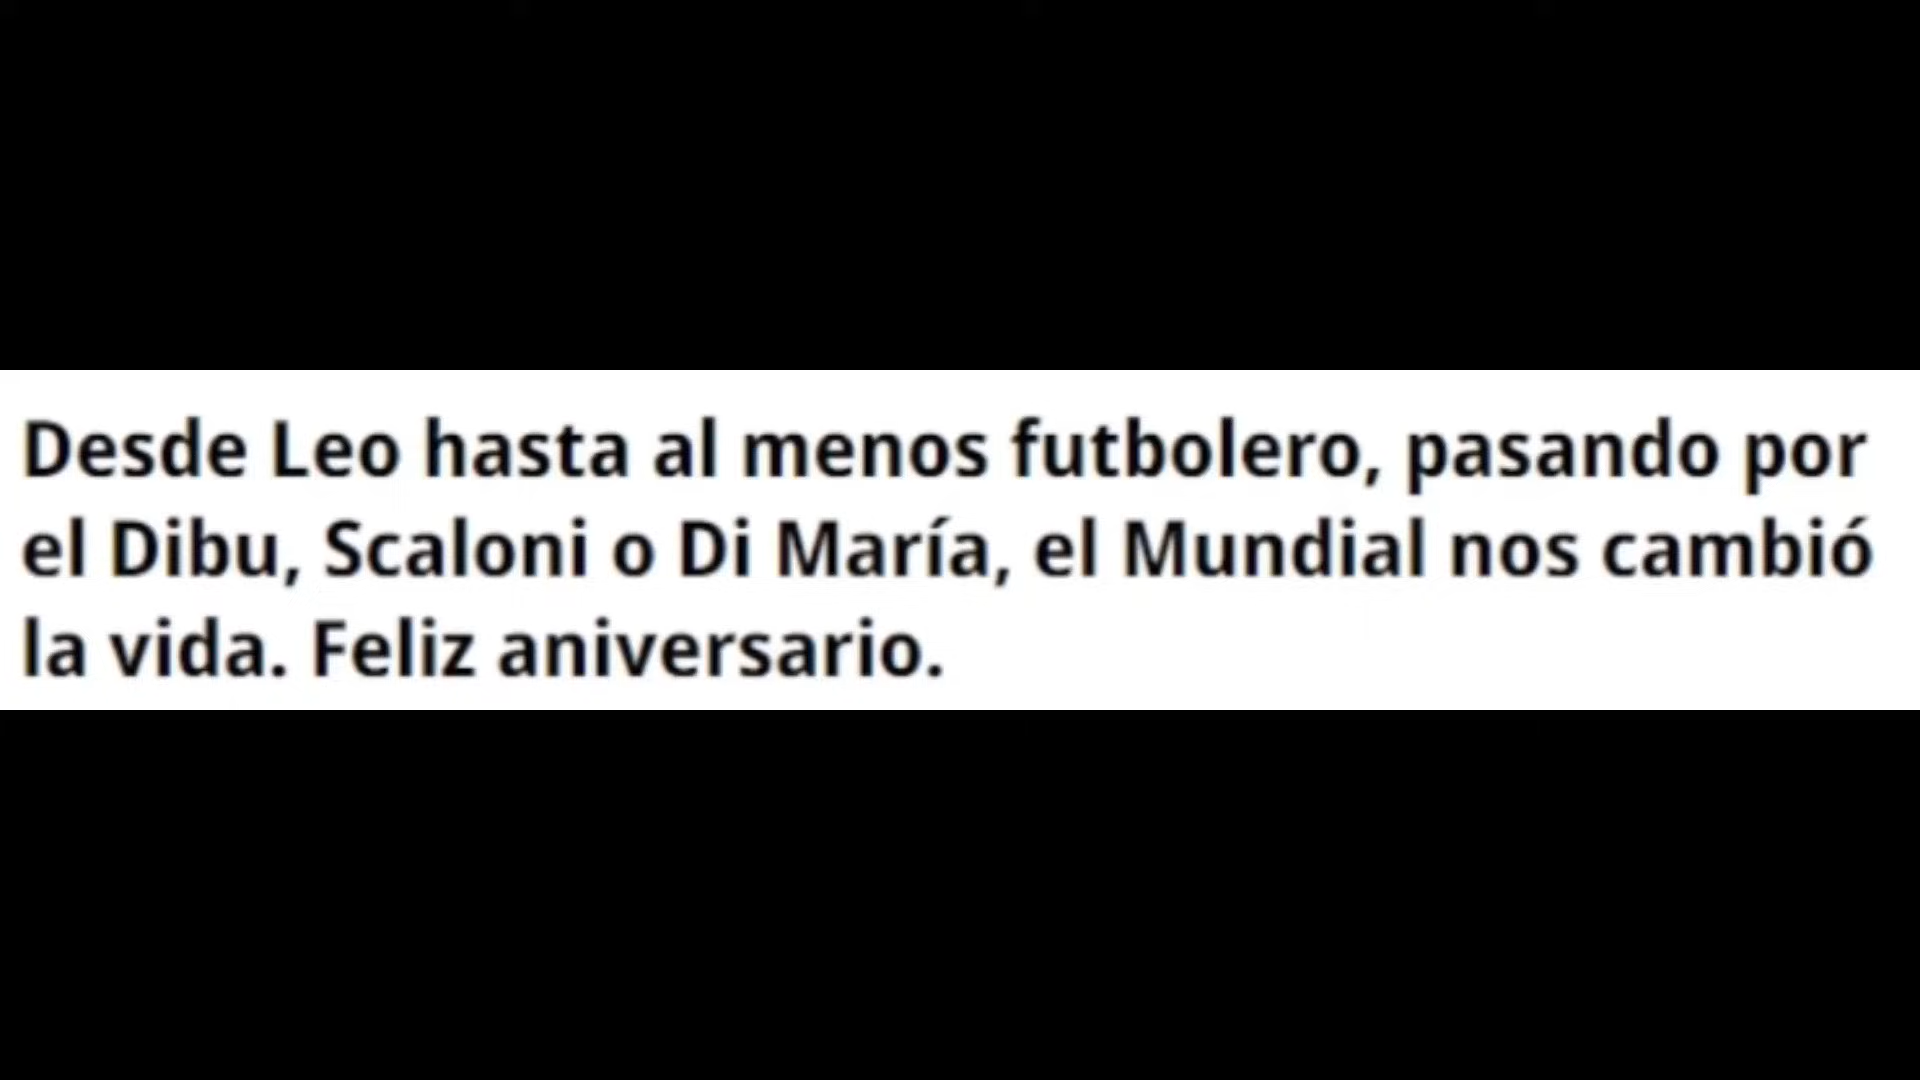 Desde Leo hasta al menos futbolero, pasando por
el Dibu, Scaloni o Di María, el Mundial nos cambió
la vida. Feliz aniversario.